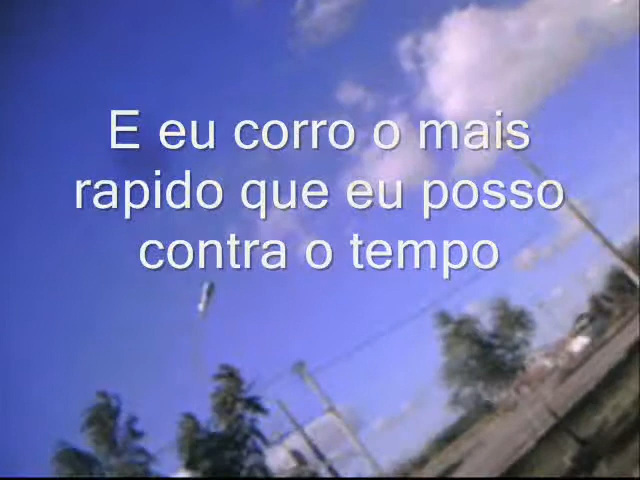 E eu corro o mais
rapido que eu posso
contra o tempo